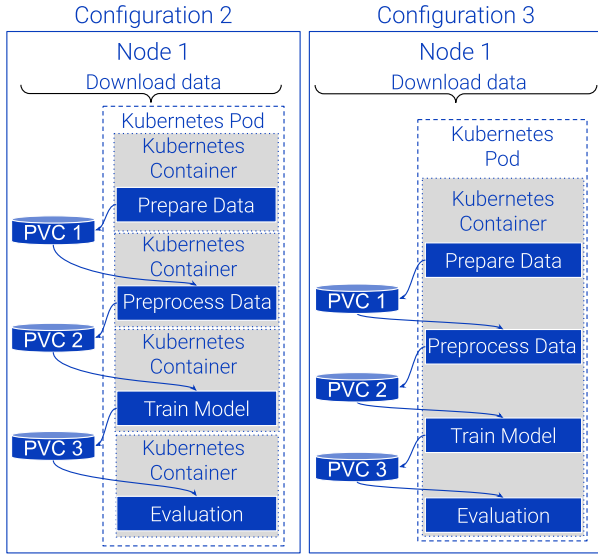 Configuration 2
Node 1
Download data
Kubernetes Pod
Kubernetes
Container
Prepare Data
PVC 1
Kubernetes
Container
Preprocess Data
PVC 2
Kubernetes
Container
Train Model
PVC 3
Kubernetes
Container
Evaluation
Configuration 3
Node 1
Download data
Kubernetes
Pod
Kubernetes
Container
Prepare Data
PVC 1
Preprocess Data
PVC 2
Train Model
PVC 3
Evaluation